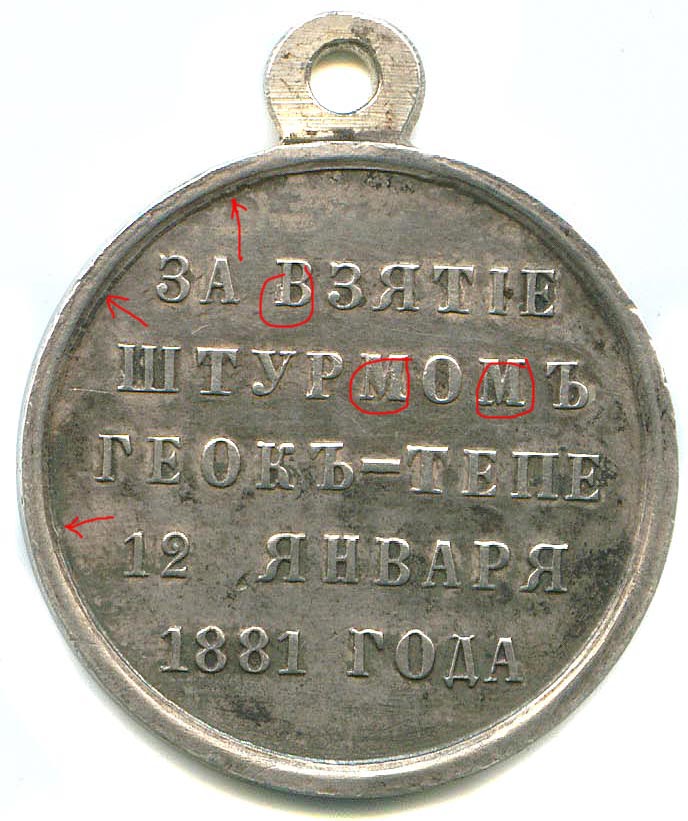 ЗА ВЗЯТІЕ
ШТУРМОМЪ
ГЕОКЪ-ТЕПЕ
12 ЯНВАРЯ
1881 ГОДА